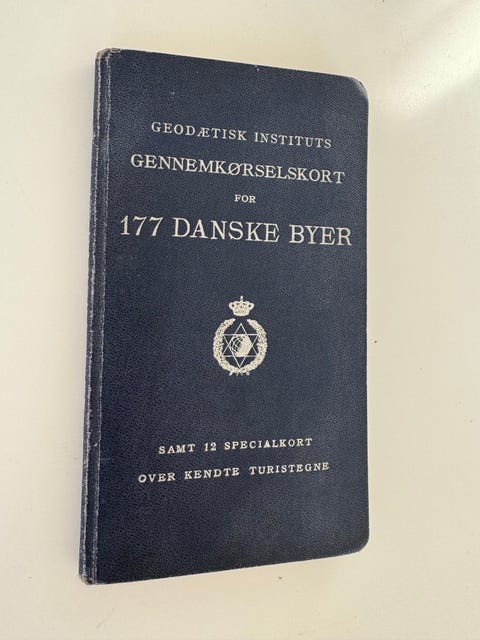 GEODÆTISK INSTITUTS
GENNEMKØRSELSKORT
FOR
177 DANSKE BYER
SAMT 12 SPECIALKORT
OVER KENDTE TURISTEGNE